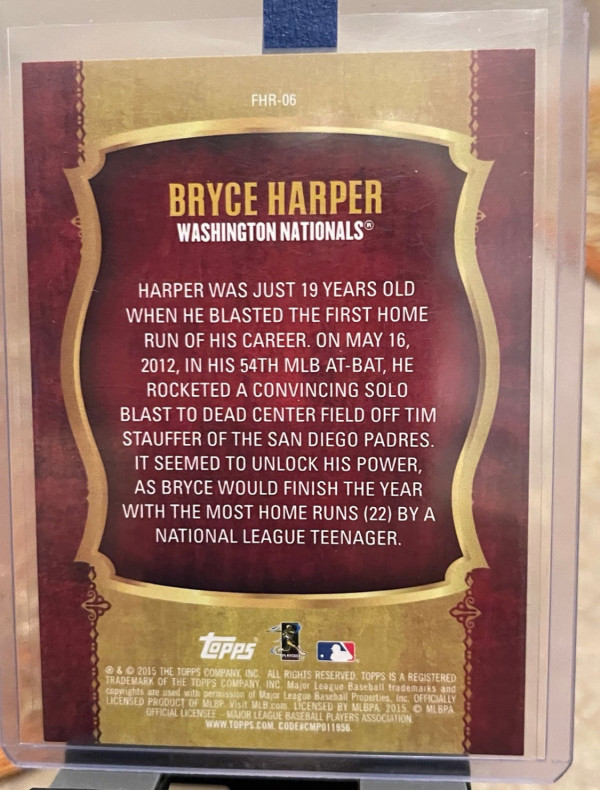 FHR-06
BRYCE HARPER
WASHINGTON NATIONALS®
HARPER WAS JUST 19 YEARS OLD
WHEN HE BLASTED THE FIRST HOME
RUN OF HIS CAREER. ON MAY 16,
2012, IN HIS 54TH MLB AT-BAT, HE
ROCKETED A CONVINCING SOLO
BLAST TO DEAD CENTER FIELD OFF TIM
STAUFFER OF THE SAN DIEGO PADRES.
IT SEEMED TO UNLOCK HIS POWER,
AS BRYCE WOULD FINISH THE YEAR
WITH THE MOST HOME RUNS (22) BY A
NATIONAL LEAGUE TEENAGER.
topps
® & © 2015 THE TOPPS COMPANY, INC. ALL RIGHTS RESERVED. TOPPS IS A REGISTERED
TRADEMARK OF THE TOPPS COMPANY, INC. Major League Baseball trademarks and
copyrights are used with permission of Major League Baseball Properties, Inc. OFFICIALLY
LICENSED PRODUCT OF MLBP. Visit MLB.com. LICENSED BY MLBPA 2015. © MLBPA
OFFICIAL LICENSEE - MAJOR LEAGUE BASEBALL PLAYERS ASSOCIATION
WWW.TOPPS.COM. CODE#CMP011956.